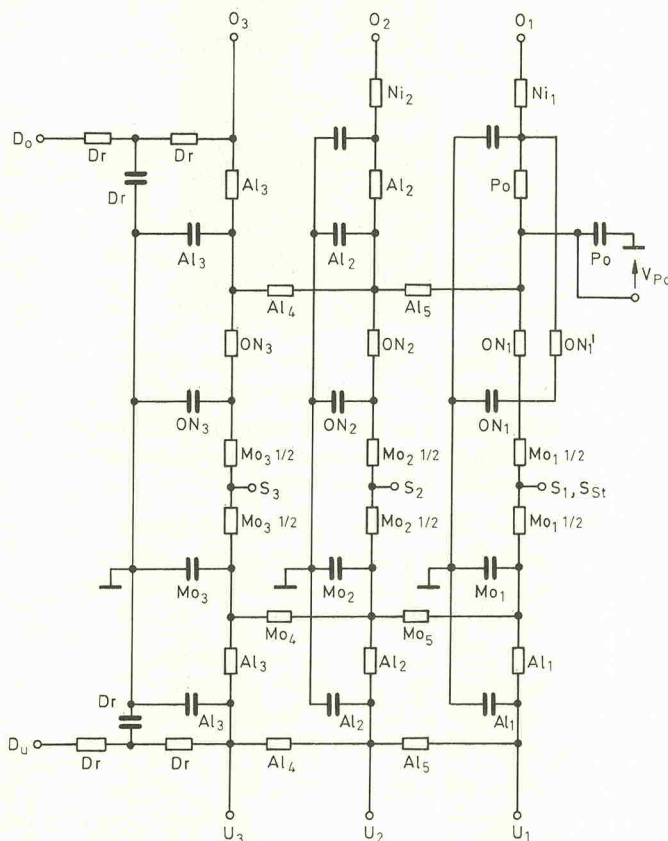 O₃ O₂ O₁
Ni₂ Ni₁
Dₒ Dr Dr
Dr Al₃ Al₂ Po
Al₃ Al₂ Po V_Po
Al₄ Al₅
ON₃ ON₂ ON₁ ON₁'
ON₃ ON₂ ON₁
Mo₃ 1/2 Mo₂ 1/2 Mo₁ 1/2
S₃ S₂ S₁, S_St
Mo₃ 1/2 Mo₂ 1/2 Mo₁ 1/2
Mo₃ Mo₂ Mo₁
Mo₄ Mo₅
Al₃ Al₂ Al₁
Dr Al₃ Al₂ Al₁
Dᵤ Dr Dr Al₄ Al₅
U₃ U₂ U₁